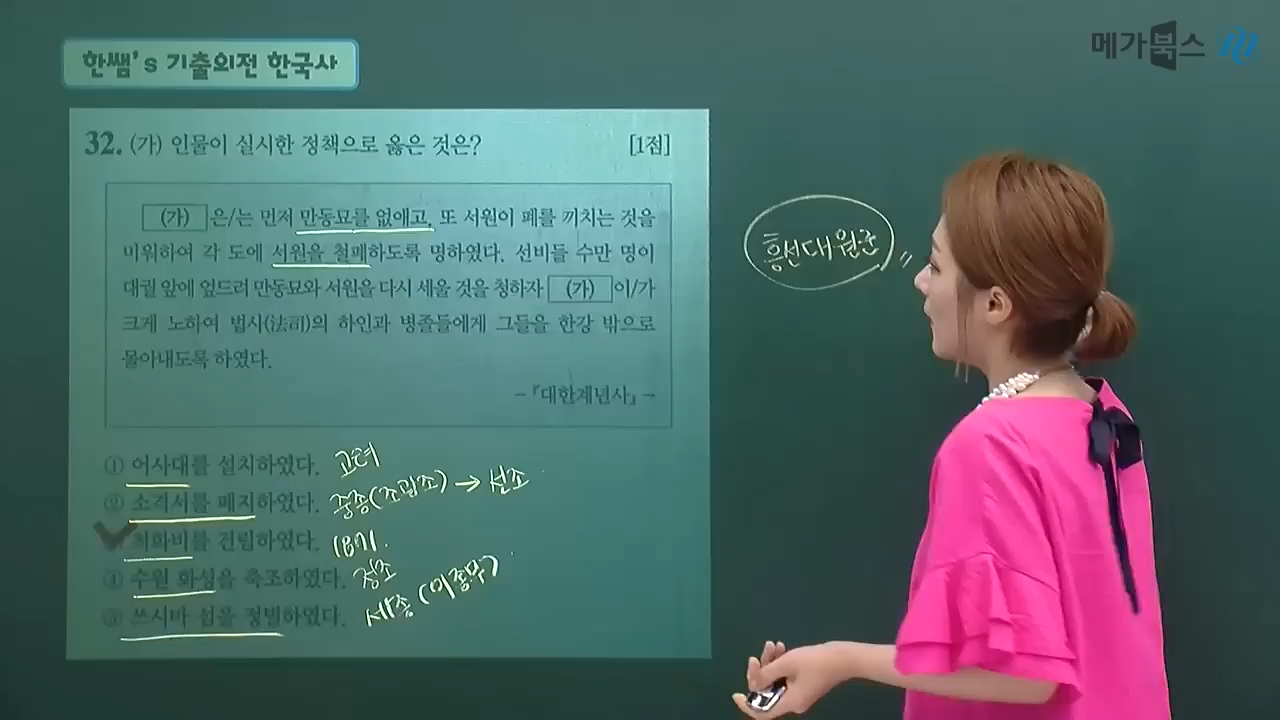 한쌤's 기출의전 한국사
메가북스
32. (가) 인물이 실시한 정책으로 옳은 것은? [1점]
(가) 은/는 먼저 만동묘를 없애고, 또 서원이 폐를 끼치는 것을
미워하여 각 도에 서원을 철폐하도록 명하였다. 선비들 수만 명이
대궐 앞에 엎드려 만동묘와 서원을 다시 세울 것을 청하자 (가) 이/가
크게 노하여 법사(法司)의 하인과 병졸들에게 그들을 한강 밖으로
몰아내도록 하였다.
-『대한계년사』-
흥선대원군
① 어사대를 설치하였다. 고려
② 소격서를 폐지하였다. 중종(조광조) → 선조
척화비를 건립하였다. 1871.
④ 수원 화성을 축조하였다. 정조
⑤ 쓰시마 섬을 정벌하였다. 세종(이종무)